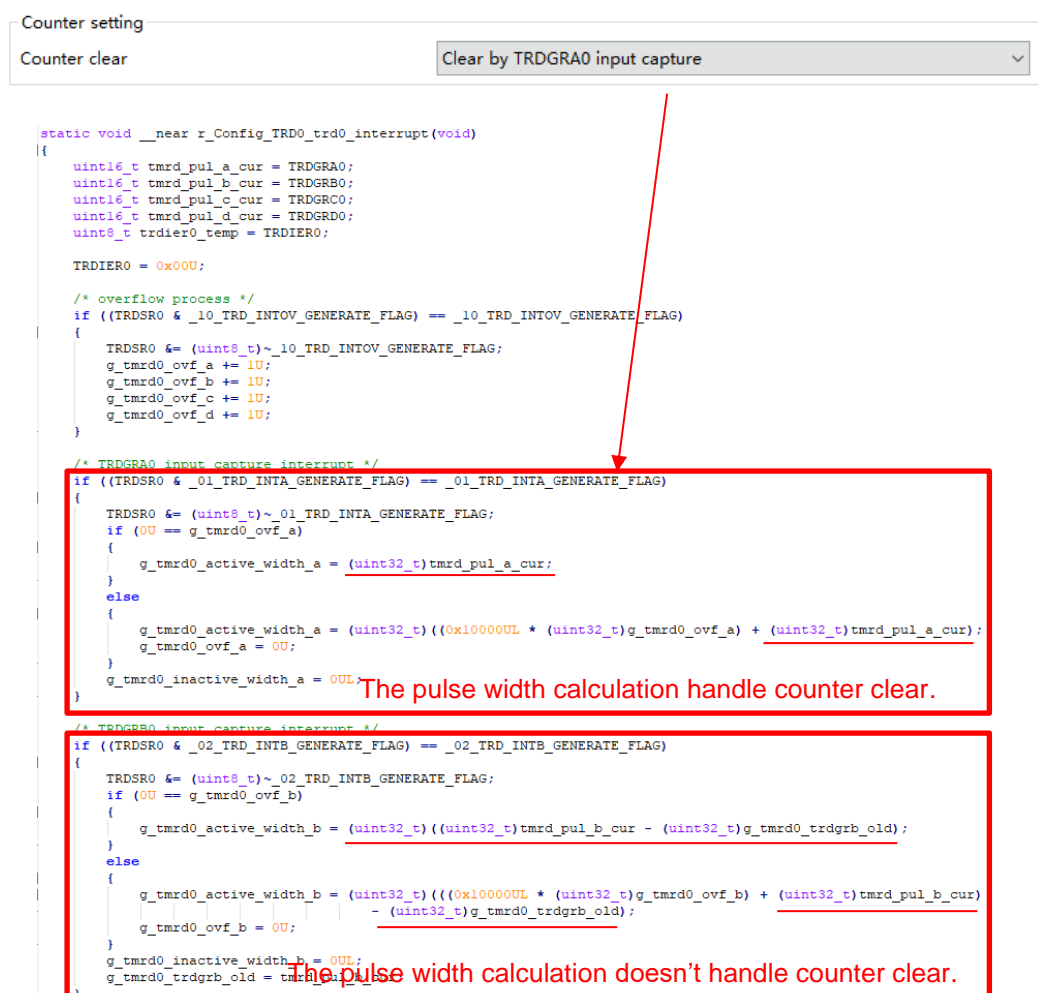 Counter setting
Counter clear
Clear by TRDGRA0 input capture
static void __near r_Config_TRD0_trd0_interrupt(void)
{
uint16_t tmrd_pul_a_cur = TRDGRA0;
uint16_t tmrd_pul_b_cur = TRDGRB0;
uint16_t tmrd_pul_c_cur = TRDGRC0;
uint16_t tmrd_pul_d_cur = TRDGRD0;
uint8_t trdier0_temp = TRDIER0;
TRDIER0 = 0x00U;
/* overflow process */
if ((TRDSR0 & _10_TRD_INTOV_GENERATE_FLAG) == _10_TRD_INTOV_GENERATE_FLAG)
{
TRDSR0 &= (uint8_t)~_10_TRD_INTOV_GENERATE_FLAG;
g_tmrd0_ovf_a += 1U;
g_tmrd0_ovf_b += 1U;
g_tmrd0_ovf_c += 1U;
g_tmrd0_ovf_d += 1U;
}
/* TRDGRA0 input capture interrupt */
if ((TRDSR0 & _01_TRD_INTA_GENERATE_FLAG) == _01_TRD_INTA_GENERATE_FLAG)
{
TRDSR0 &= (uint8_t)~_01_TRD_INTA_GENERATE_FLAG;
if (0U == g_tmrd0_ovf_a)
{
g_tmrd0_active_width_a = (uint32_t)tmrd_pul_a_cur;
}
else
{
g_tmrd0_active_width_a = (uint32_t)((0x10000UL * (uint32_t)g_tmrd0_ovf_a) + (uint32_t)tmrd_pul_a_cur);
g_tmrd0_ovf_a = 0U;
}
g_tmrd0_inactive_width_a = 0UL;
The pulse width calculation handle counter clear.
}
/* TRDGRB0 input capture interrupt */
if ((TRDSR0 & _02_TRD_INTB_GENERATE_FLAG) == _02_TRD_INTB_GENERATE_FLAG)
{
TRDSR0 &= (uint8_t)~_02_TRD_INTB_GENERATE_FLAG;
if (0U == g_tmrd0_ovf_b)
{
g_tmrd0_active_width_b = (uint32_t)((uint32_t)tmrd_pul_b_cur - (uint32_t)g_tmrd0_trdgrb_old);
}
else
{
g_tmrd0_active_width_b = (uint32_t)(((0x10000UL * (uint32_t)g_tmrd0_ovf_b) + (uint32_t)tmrd_pul_b_cur)
- (uint32_t)g_tmrd0_trdgrb_old);
g_tmrd0_ovf_b = 0U;
}
g_tmrd0_inactive_width_b = 0UL;
g_tmrd0_trdgrb_old = tmrd_pul_b_cur;
The pulse width calculation doesn't handle counter clear.
}